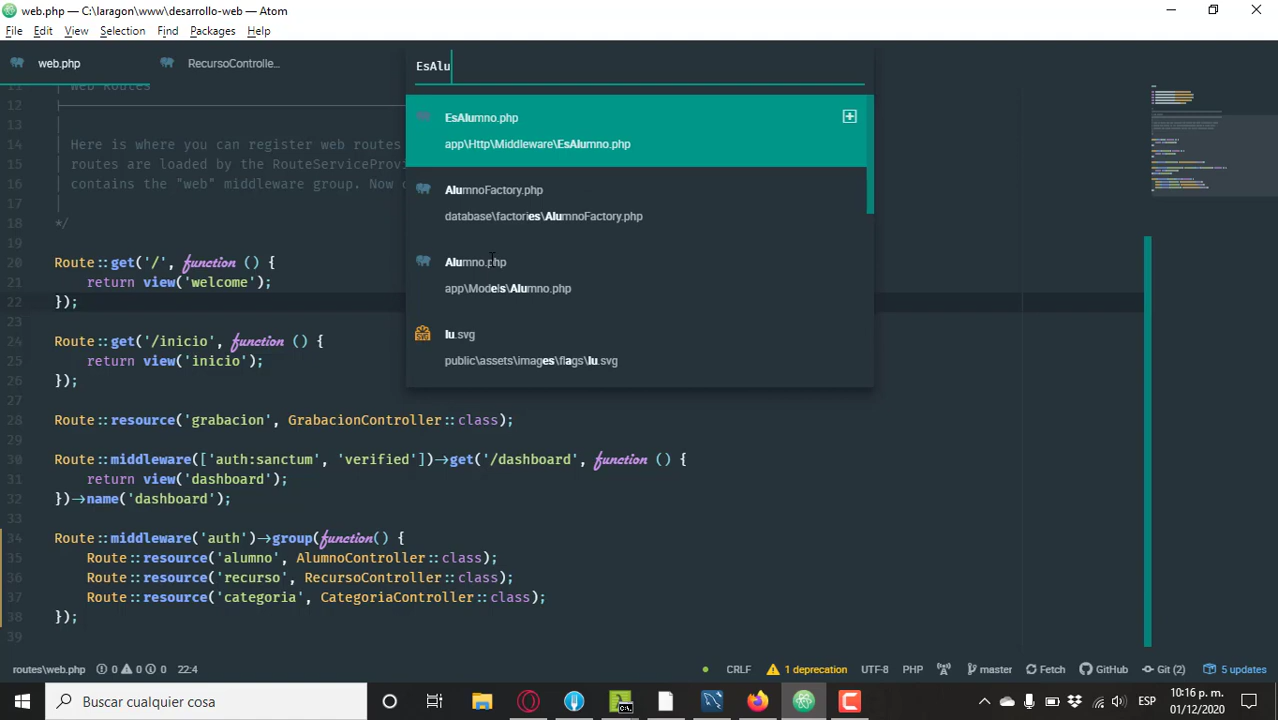 web.php — C:\laragon\www\desarrollo-web — Atom
File Edit View Selection Find Packages Help
web.php RecursoControlle...
EsAlu
EsAlumno.php
app\Http\Middleware\EsAlumno.php
AlumnoFactory.php
database\factories\AlumnoFactory.php
Alumno.php
app\Models\Alumno.php
lu.svg
public\assets\images\flags\lu.svg
11 | Web Routes
12 |
13 |
14 | Here is where you can register web routes
15 | routes are loaded by the RouteServiceProv
16 | contains the "web" middleware group. Now
17 |
18 */
19
20 Route::get('/', function () {
21 return view('welcome');
22 });
23
24 Route::get('/inicio', function () {
25 return view('inicio');
26 });
27
28 Route::resource('grabacion', GrabacionController::class);
29
30 Route::middleware(['auth:sanctum', 'verified'])->get('/dashboard', function () {
31 return view('dashboard');
32 })->name('dashboard');
33
34 Route::middleware('auth')->group(function() {
35 Route::resource('alumno', AlumnoController::class);
36 Route::resource('recurso', RecursoController::class);
37 Route::resource('categoria', CategoriaController::class);
38 });
39
routes\web.php 0 0 0 22:4 CRLF 1 deprecation UTF-8 PHP master Fetch GitHub Git (2) 5 updates
Buscar cualquier cosa ESP 10:16 p. m.
01/12/2020